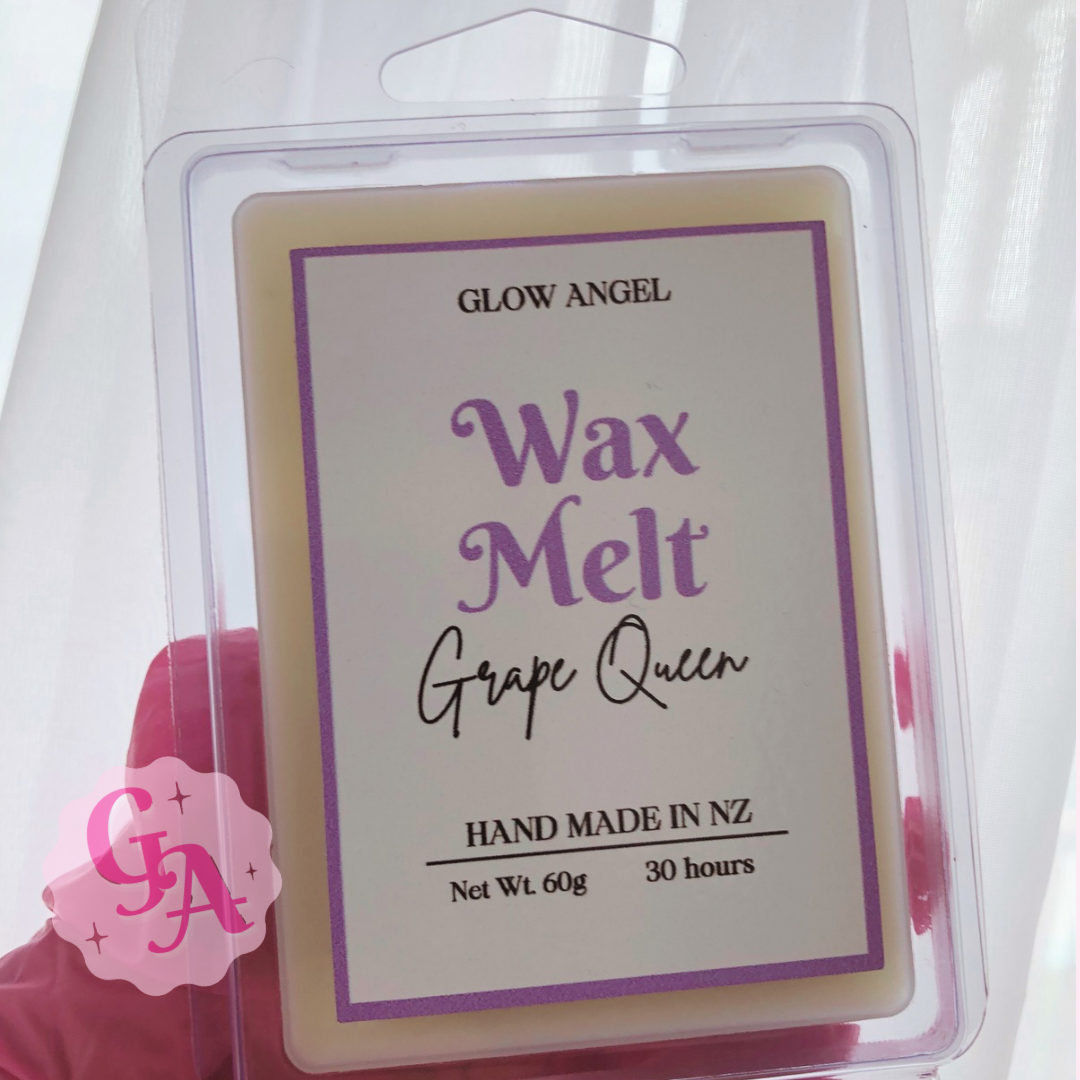 GLOW ANGEL
Wax
Melt
Grape Queen
HAND MADE IN NZ
Net Wt. 60g 30 hours
GA